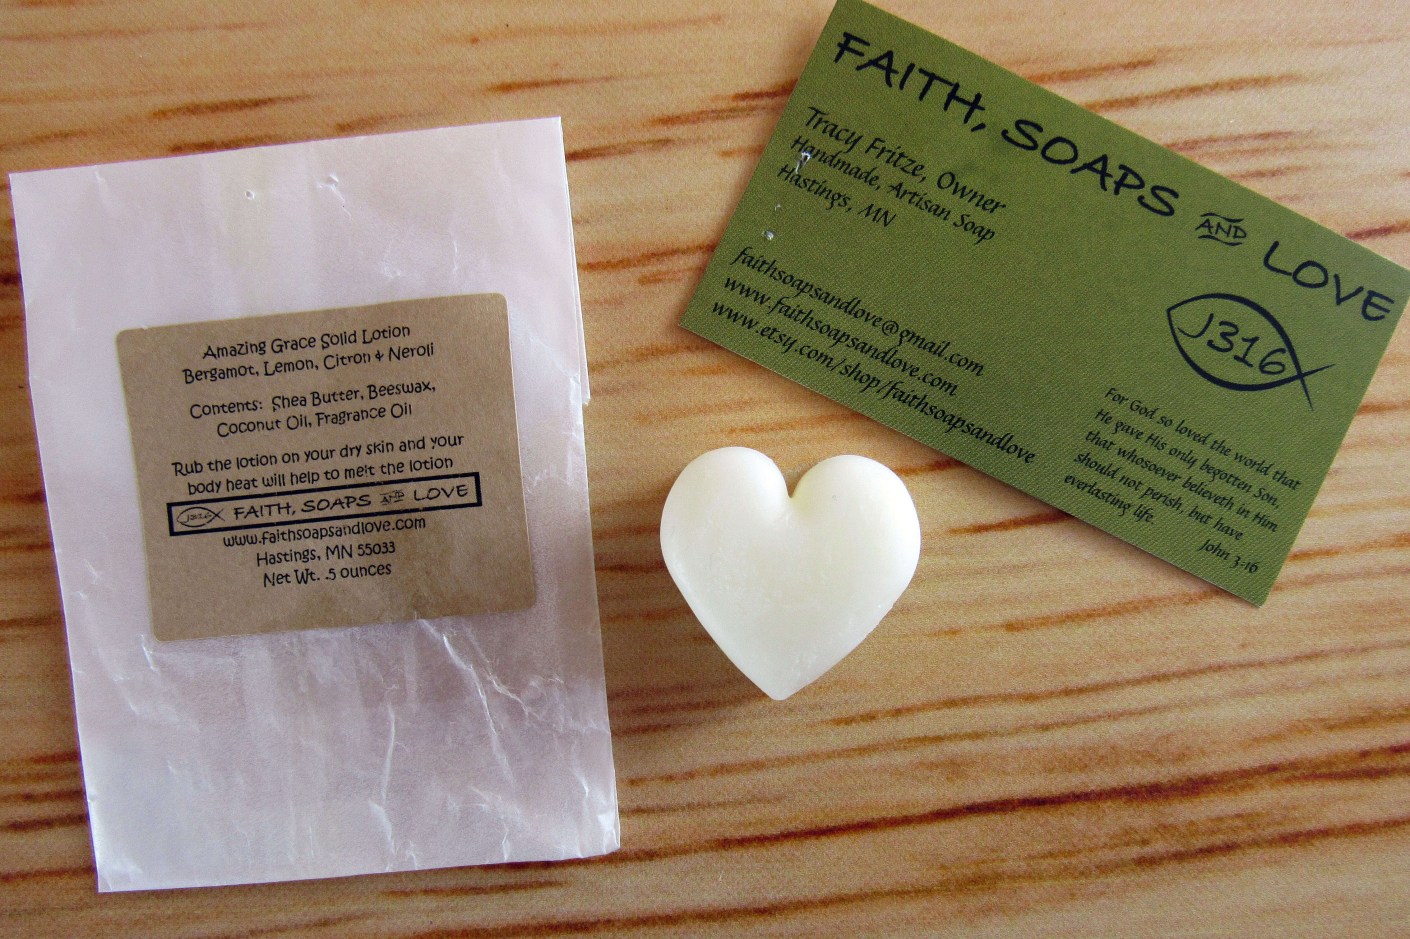 Amazing Grace Solid Lotion
Bergamot, Lemon, Citron & Neroli
Contents: Shea Butter, Beeswax,
Coconut Oil, Fragrance Oil
Rub the lotion on your dry skin and your
body heat will help to melt the lotion
J316 FAITH, SOAPS AND LOVE
www.faithsoapsandlove.com
Hastings, MN 55033
Net Wt. .5 ounces
FAITH, SOAPS AND LOVE
Tracy Fritze, Owner
Handmade, Artisan Soap
Hastings, MN
faithsoapsandlove@gmail.com
www.faithsoapsandlove.com
www.etsy.com/shop/faithsoapsandlove
J316
For God so loved the world that
He gave His only begotten Son,
that whosoever believeth in Him
should not perish, but have
everlasting life.
John 3:16